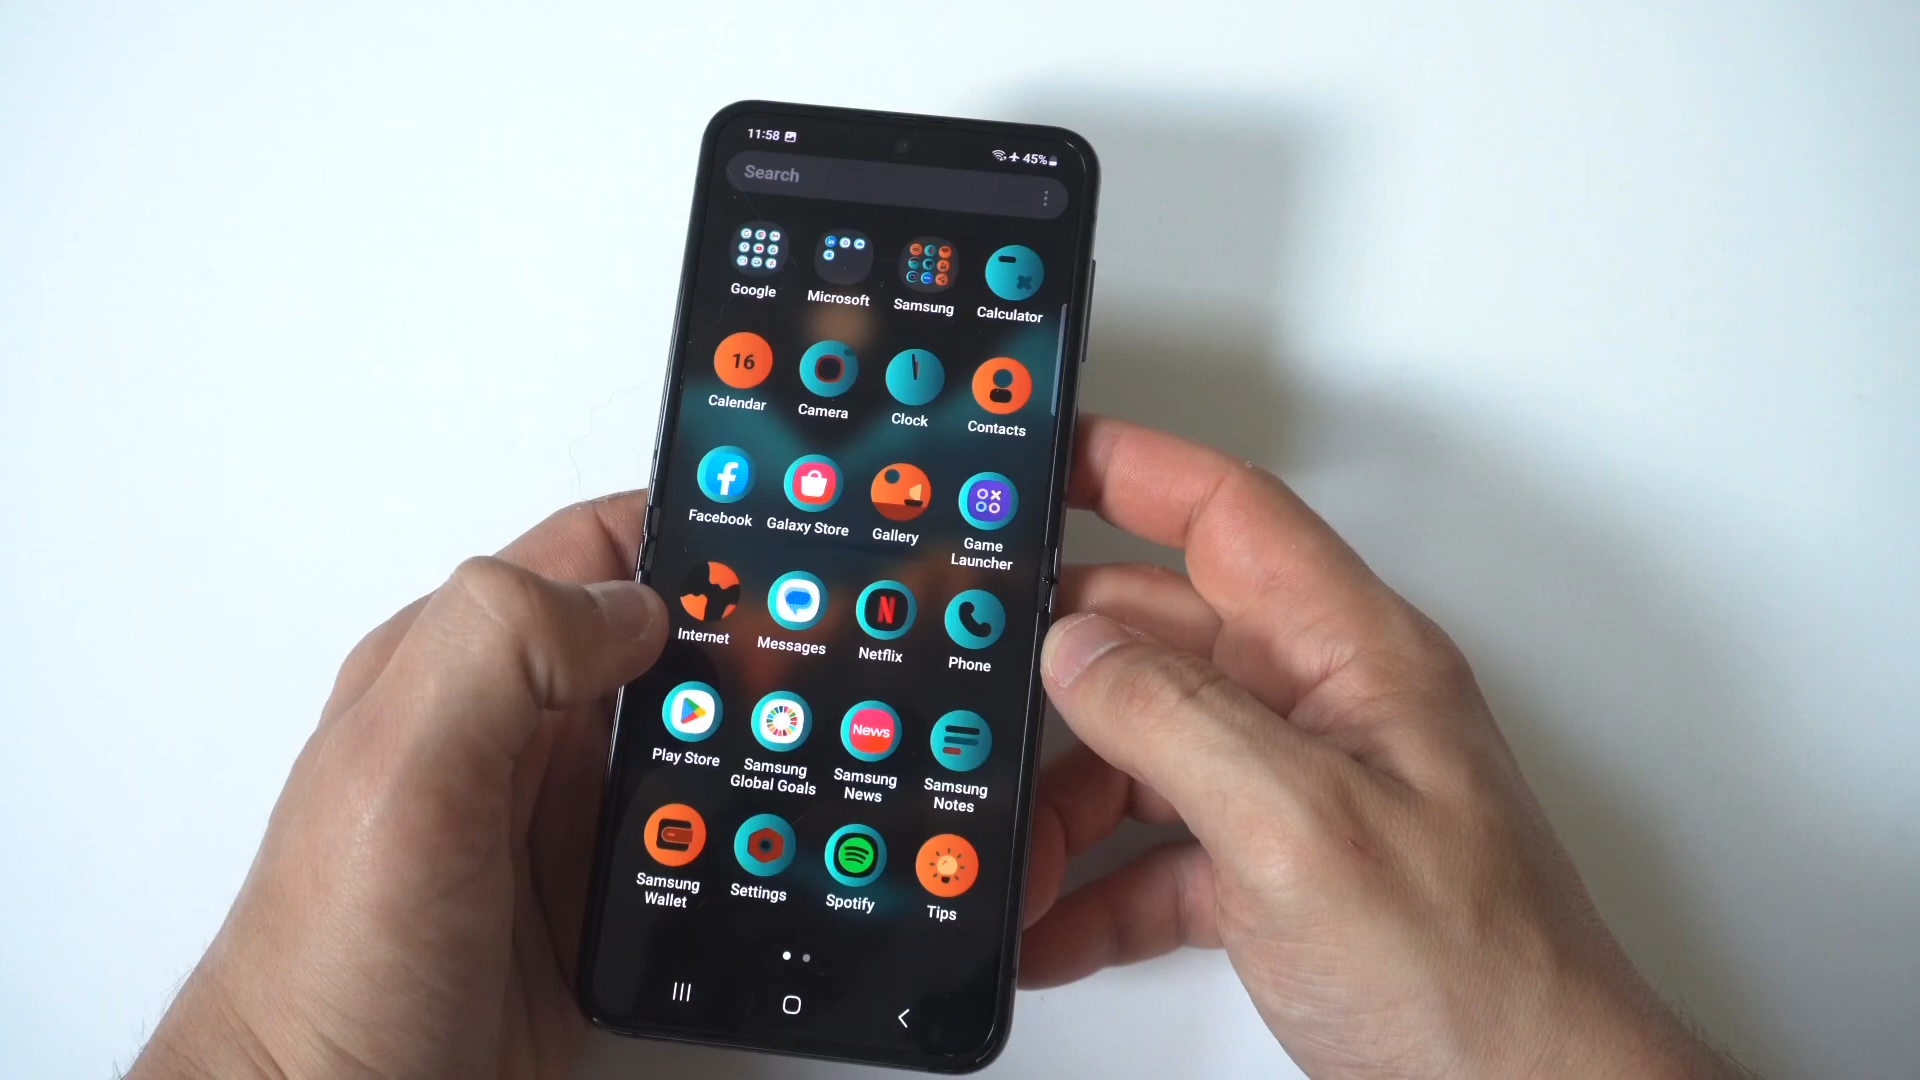 11:58
45%
Search
Google
Microsoft
Samsung
Calculator
16
Calendar
Camera
Clock
Contacts
Facebook
Galaxy Store
Gallery
Game
Launcher
Internet
Messages
N
Netflix
Phone
Play Store
Samsung
Global Goals
News
Samsung
News
Samsung
Notes
Samsung
Wallet
Settings
Spotify
Tips